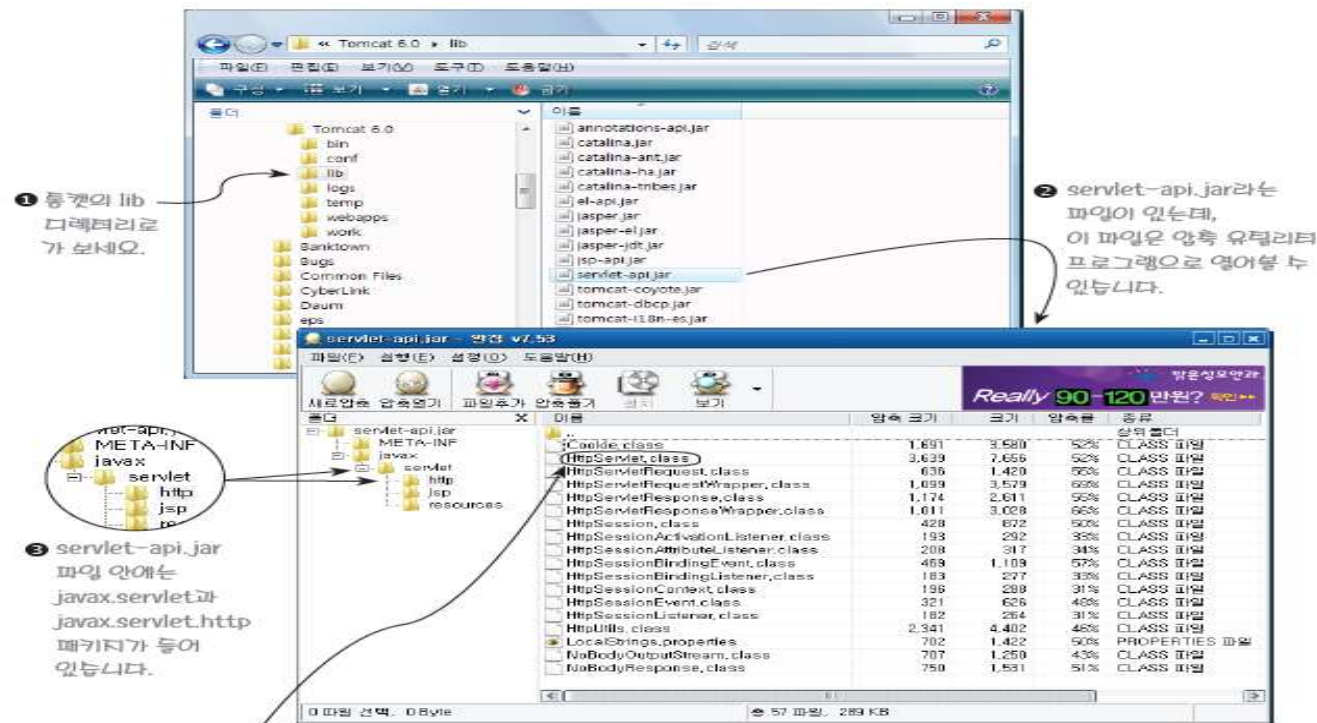 « Tomcat 6.0 ▸ lib
검색
파일(E) 편집(E) 보기(V) 도구(T) 도움말(H)
구성 보기 열기 굽기
폴더
이름
Tomcat 6.0
bin
conf
lib
logs
temp
webapps
work
Banktown
Bugs
Common Files
CyberLink
Daum
eps
annotations-api.jar
catalina.jar
catalina-ant.jar
catalina-ha.jar
catalina-tribes.jar
el-api.jar
jasper.jar
jasper-el.jar
jasper-jdt.jar
jsp-api.jar
servlet-api.jar
tomcat-coyote.jar
tomcat-dbcp.jar
tomcat-i18n-es.jar
❶ 톰캣의 lib
디렉터리로
가 보세요.
❷ servlet-api.jar라는
파일이 있는데,
이 파일은 압축 유틸리티
프로그램으로 열어볼 수
있습니다.
servlet-api.jar - 알집 v7.53
파일(F) 실행(E) 설정(O) 도움말(H)
새로압축 압축열기 파일추가 압축풀기 보기
밝은성모안과
Really 90-120만원?
폴더 X
servlet-api.jar
META-INF
javax
servlet
http
jsp
resources
이름 압축 크기 크기 압축률 종류
.. 상위폴더
Cookie.class 1,691 3,580 52% CLASS 파일
HttpServlet.class 3,639 7,656 52% CLASS 파일
HttpServletRequest.class 636 1,420 55% CLASS 파일
HttpServletRequestWrapper.class 1,099 3,579 69% CLASS 파일
HttpServletResponse.class 1,174 2,611 55% CLASS 파일
HttpServletResponseWrapper.class 1,011 3,028 66% CLASS 파일
HttpSession.class 428 872 50% CLASS 파일
HttpSessionActivationListener.class 193 292 33% CLASS 파일
HttpSessionAttributeListener.class 208 317 34% CLASS 파일
HttpSessionBindingEvent.class 469 1,109 57% CLASS 파일
HttpSessionBindingListener.class 183 277 33% CLASS 파일
HttpSessionContext.class 196 288 31% CLASS 파일
HttpSessionEvent.class 321 626 48% CLASS 파일
HttpSessionListener.class 182 264 31% CLASS 파일
HttpUtils.class 2,341 4,402 46% CLASS 파일
LocalStrings.properties 702 1,422 50% PROPERTIES 파일
NoBodyOutputStream.class 707 1,250 43% CLASS 파일
NoBodyResponse.class 750 1,531 51% CLASS 파일
0 파일 선택, 0 Byte
총 57 파일, 289 KB
META-INF
javax
servlet
http
jsp
❸ servlet-api.jar
파일 안에는
javax.servlet과
javax.servlet.http
패키지가 들어
있습니다.